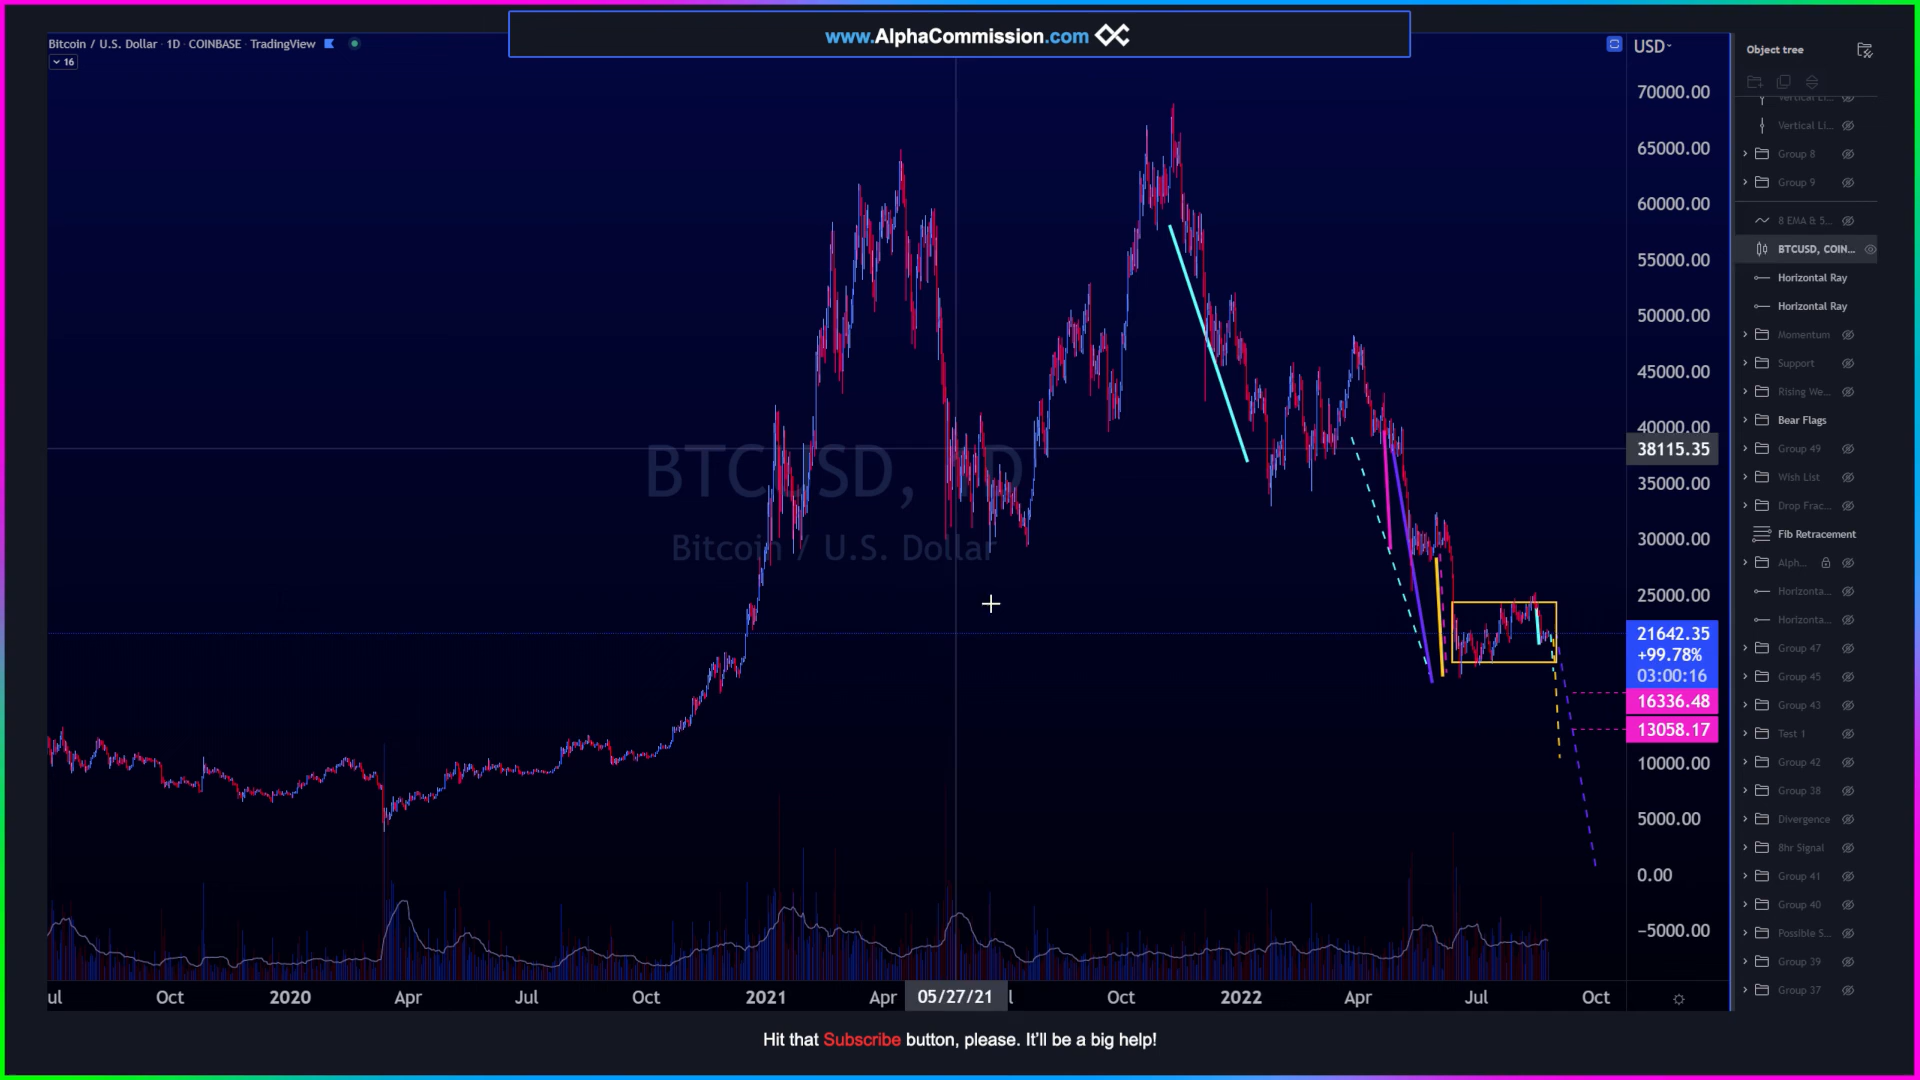 www.AlphaCommission.com
Bitcoin / U.S. Dollar · 1D · COINBASE · TradingView
16
USD
Object tree
70000.00
65000.00
60000.00
55000.00
50000.00
45000.00
40000.00
38115.35
35000.00
30000.00
25000.00
21642.35
+99.78%
03:00:16
16336.48
13058.17
10000.00
5000.00
0.00
−5000.00
BTCUSD, 1D
Bitcoin / U.S. Dollar
Vertical Li...
Vertical Li...
Group 8
Group 9
8 EMA & 5...
BTCUSD, COIN...
Horizontal Ray
Horizontal Ray
Momentum
Support
Rising We...
Bear Flags
Group 49
Wish List
Drop Frac...
Fib Retracement
Alph...
Horizonta...
Horizonta...
Group 47
Group 45
Group 43
Test 1
Group 42
Group 38
Divergence
8hr Signal
Group 41
Group 40
Possible S...
Group 39
Group 37
ul
Oct
2020
Apr
Jul
Oct
2021
Apr
05/27/21
l
Oct
2022
Apr
Jul
Oct
Hit that Subscribe button, please. It'll be a big help!